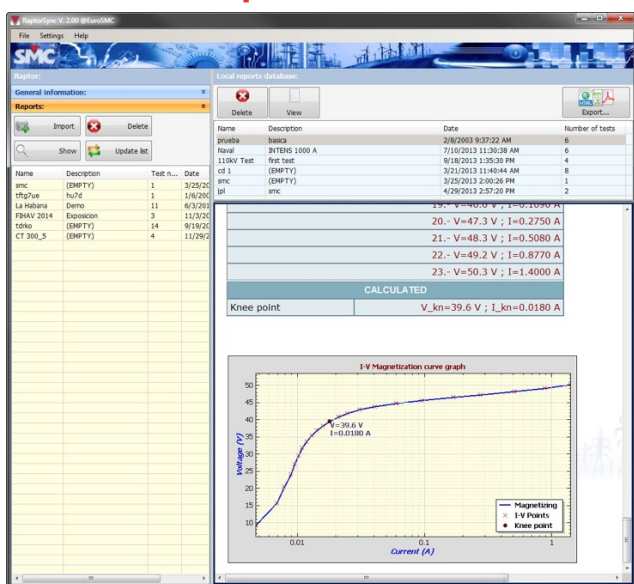 RaptorSync V. 2.00 @EuroSMC
File Settings Help
SMC
Raptor:
General information:
Reports:
Import Delete
Show Update list
Name Description Test n... Date
smc (EMPTY) 1 3/25/20
tftg7ue hu7d 1 1/6/200
La Habana Demo 11 6/3/201
FIHAV 2014 Exposicion 3 11/3/20
tdrko (EMPTY) 14 9/19/20
CT 300_5 (EMPTY) 4 11/29/2
Local reports database:
Delete View Export...
Name Description Date Number of tests
prueba basica 2/8/2003 9:37:22 AM 6
Naval INTENS 1000 A 7/10/2013 11:30:38 AM 6
110kV Test first test 9/18/2013 1:35:30 PM 4
cd 1 (EMPTY) 3/21/2013 11:40:44 AM 8
smc (EMPTY) 3/25/2013 2:00:26 PM 1
jpl smc 4/29/2013 2:57:20 PM 2
19.- V=46.6 V ; I=0.1690 A
20.- V=47.3 V ; I=0.2750 A
21.- V=48.3 V ; I=0.5080 A
22.- V=49.2 V ; I=0.8770 A
23.- V=50.3 V ; I=1.4000 A
CALCULATED
Knee point V_kn=39.6 V ; I_kn=0.0180 A
I-V Magnetization curve graph
Voltage (V)
50
45
40
35
30
25
20
15
10
V=39.6 V
I=0.0180 A
Magnetizing
I-V Points
Knee point
0.01 0.1 1
Current (A)